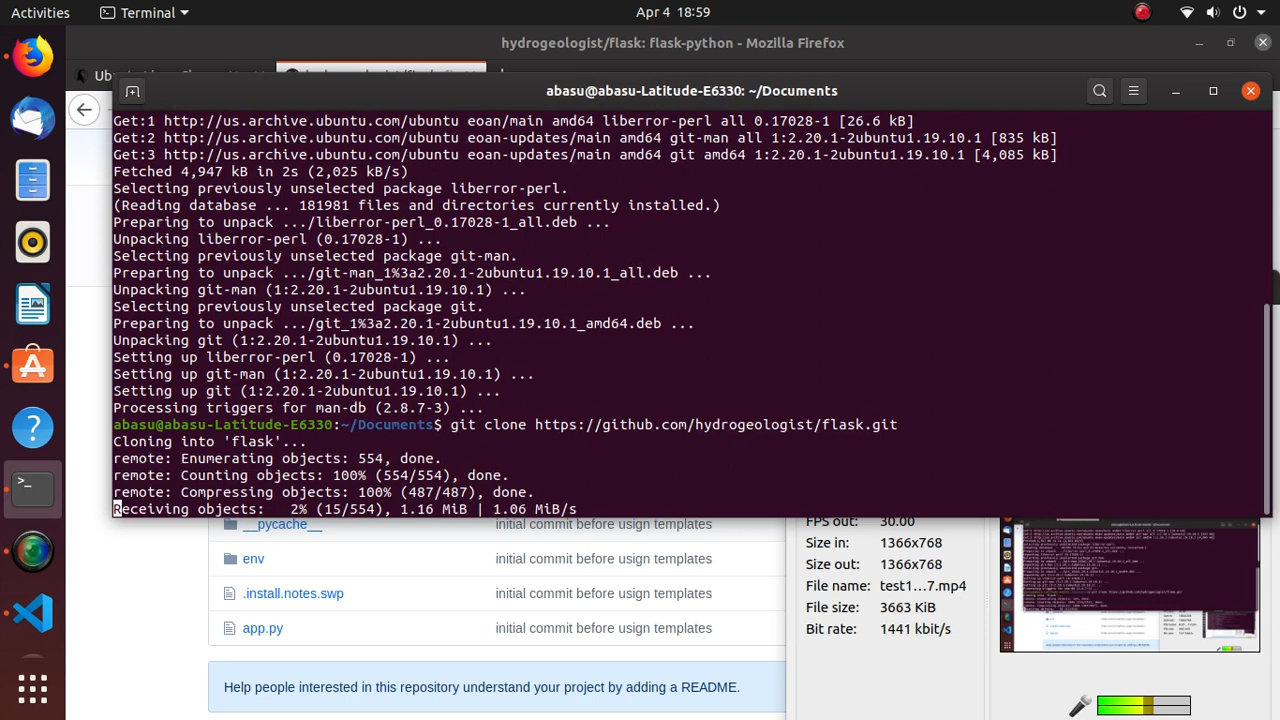 Activities
Terminal
Apr 4 18:59
hydrogeologist/flask: flask-python - Mozilla Firefox
abasu@abasu-Latitude-E6330: ~/Documents
Get:1 http://us.archive.ubuntu.com/ubuntu eoan/main amd64 liberror-perl all 0.17028-1 [26.6 kB]
Get:2 http://us.archive.ubuntu.com/ubuntu eoan-updates/main amd64 git-man all 1:2.20.1-2ubuntu1.19.10.1 [835 kB]
Get:3 http://us.archive.ubuntu.com/ubuntu eoan-updates/main amd64 git amd64 1:2.20.1-2ubuntu1.19.10.1 [4,085 kB]
Fetched 4,947 kB in 2s (2,025 kB/s)
Selecting previously unselected package liberror-perl.
(Reading database ... 181981 files and directories currently installed.)
Preparing to unpack .../liberror-perl_0.17028-1_all.deb ...
Unpacking liberror-perl (0.17028-1) ...
Selecting previously unselected package git-man.
Preparing to unpack .../git-man_1%3a2.20.1-2ubuntu1.19.10.1_all.deb ...
Unpacking git-man (1:2.20.1-2ubuntu1.19.10.1) ...
Selecting previously unselected package git.
Preparing to unpack .../git_1%3a2.20.1-2ubuntu1.19.10.1_amd64.deb ...
Unpacking git (1:2.20.1-2ubuntu1.19.10.1) ...
Setting up liberror-perl (0.17028-1) ...
Setting up git-man (1:2.20.1-2ubuntu1.19.10.1) ...
Setting up git (1:2.20.1-2ubuntu1.19.10.1) ...
Processing triggers for man-db (2.8.7-3) ...
abasu@abasu-Latitude-E6330:~/Documents$ git clone https://github.com/hydrogeologist/flask.git
Cloning into 'flask'...
remote: Enumerating objects: 554, done.
remote: Counting objects: 100% (554/554), done.
remote: Compressing objects: 100% (487/487), done.
Receiving objects:   2% (15/554), 1.16 MiB | 1.06 MiB/s
__pycache__ initial commit before usign templates
env initial commit before usign templates
.install.notes.swp initial commit before usign templates
app.py initial commit before usign templates
Help people interested in this repository understand your project by adding a README.
FPS out: 30.00
Size in: 1366x768
out: 1366x768
name: test1...7.mp4
File size: 3663 KiB
Bit rate: 1441 kbit/s